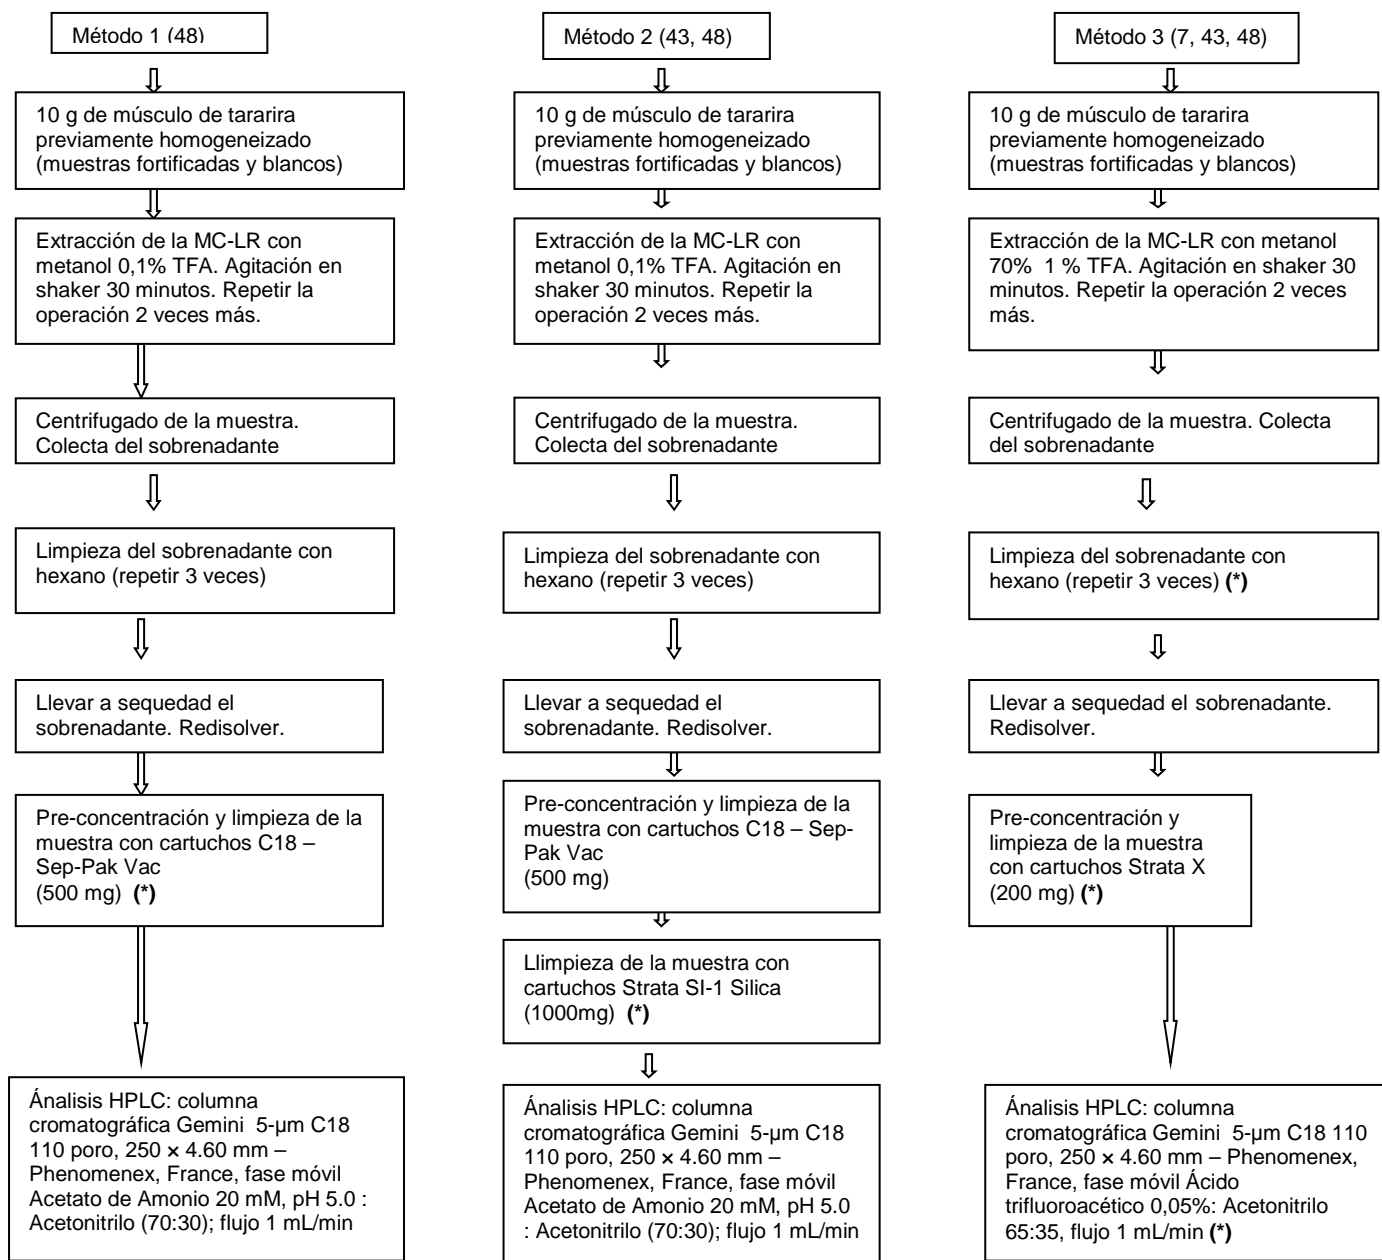 Método 1 (48)
10 g de músculo de tararira
previamente homogeneizado
(muestras fortificadas y blancos)
Extracción de la MC-LR con
metanol 0,1% TFA. Agitación en
shaker 30 minutos. Repetir la
operación 2 veces más.
Centrifugado de la muestra.
Colecta del sobrenadante
Limpieza del sobrenadante con
hexano (repetir 3 veces)
Llevar a sequedad el
sobrenadante. Redisolver.
Pre-concentración y limpieza de la
muestra con cartuchos C18 –
Sep-Pak Vac
(500 mg) (*)
Ánalisis HPLC: columna
cromatográfica Gemini 5-µm C18
110 poro, 250 × 4.60 mm –
Phenomenex, France, fase móvil
Acetato de Amonio 20 mM, pH 5.0 :
Acetonitrilo (70:30); flujo 1 mL/min
Método 2 (43, 48)
10 g de músculo de tararira
previamente homogeneizado
(muestras fortificadas y blancos)
Extracción de la MC-LR con
metanol 0,1% TFA. Agitación en
shaker 30 minutos. Repetir la
operación 2 veces más.
Centrifugado de la muestra.
Colecta del sobrenadante
Limpieza del sobrenadante con
hexano (repetir 3 veces)
Llevar a sequedad el
sobrenadante. Redisolver.
Pre-concentración y limpieza de la
muestra con cartuchos C18 – Sep-
Pak Vac
(500 mg)
Llimpieza de la muestra con
cartuchos Strata SI-1 Silica
(1000mg) (*)
Ánalisis HPLC: columna
cromatográfica Gemini 5-µm C18
110 poro, 250 × 4.60 mm –
Phenomenex, France, fase móvil
Acetato de Amonio 20 mM, pH 5.0
: Acetonitrilo (70:30); flujo 1 mL/min
Método 3 (7, 43, 48)
10 g de músculo de tararira
previamente homogeneizado
(muestras fortificadas y blancos)
Extracción de la MC-LR con metanol
70% 1 % TFA. Agitación en shaker 30
minutos. Repetir la operación 2 veces
más.
Centrifugado de la muestra. Colecta
del sobrenadante
Limpieza del sobrenadante con
hexano (repetir 3 veces) (*)
Llevar a sequedad el sobrenadante.
Redisolver.
Pre-concentración y
limpieza de la muestra
con cartuchos Strata X
(200 mg) (*)
Ánalisis HPLC: columna
cromatográfica Gemini 5-µm C18 110
poro, 250 × 4.60 mm – Phenomenex,
France, fase móvil Ácido
trifluoroacético 0,05%: Acetonitrilo
65:35, flujo 1 mL/min (*)